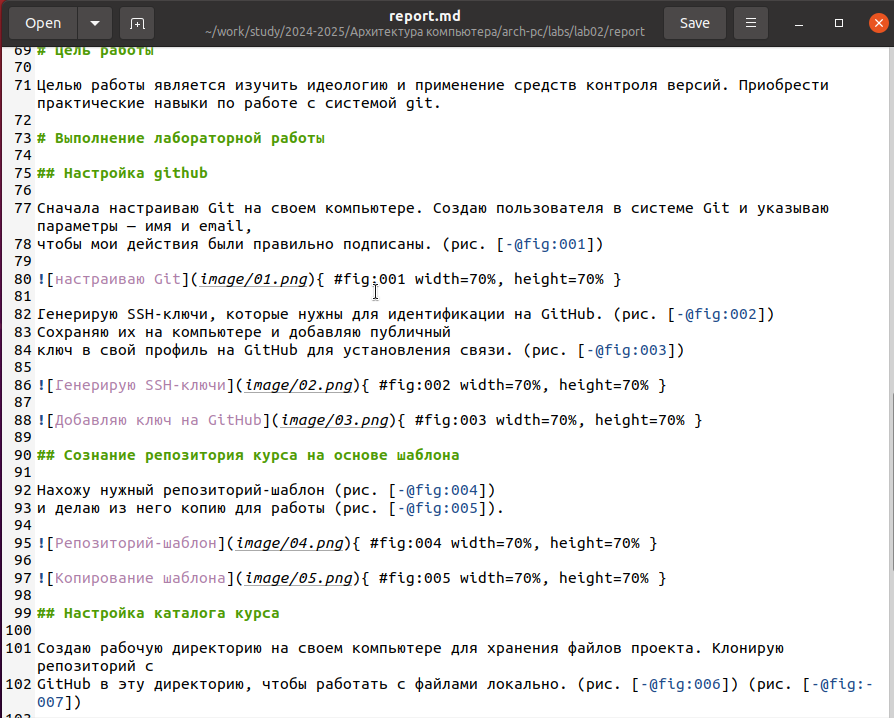 Open
report.md
~/work/study/2024-2025/Архитектура компьютера/arch-pc/labs/lab02/report
Save
69 # Цель работы
70
71 Целью работы является изучить идеологию и применение средств контроля версий. Приобрести
практические навыки по работе с системой git.
72
73 # Выполнение лабораторной работы
74
75 ## Настройка github
76
77 Сначала настраиваю Git на своем компьютере. Создаю пользователя в системе Git и указываю
параметры — имя и email,
78 чтобы мои действия были правильно подписаны. (рис. [-@fig:001])
79
80 ![настраиваю Git](image/01.png){ #fig:001 width=70%, height=70% }
81
82 Генерирую SSH-ключи, которые нужны для идентификации на GitHub. (рис. [-@fig:002])
83 Сохраняю их на компьютере и добавляю публичный
84 ключ в свой профиль на GitHub для установления связи. (рис. [-@fig:003])
85
86 ![Генерирую SSH-ключи](image/02.png){ #fig:002 width=70%, height=70% }
87
88 ![Добавляю ключ на GitHub](image/03.png){ #fig:003 width=70%, height=70% }
89
90 ## Сознание репозитория курса на основе шаблона
91
92 Нахожу нужный репозиторий-шаблон (рис. [-@fig:004])
93 и делаю из него копию для работы (рис. [-@fig:005]).
94
95 ![Репозиторий-шаблон](image/04.png){ #fig:004 width=70%, height=70% }
96
97 ![Копирование шаблона](image/05.png){ #fig:005 width=70%, height=70% }
98
99 ## Настройка каталога курса
100
101 Создаю рабочую директорию на своем компьютере для хранения файлов проекта. Клонирую
репозиторий с
102 GitHub в эту директорию, чтобы работать с файлами локально. (рис. [-@fig:006]) (рис. [-@fig:-
007])
103